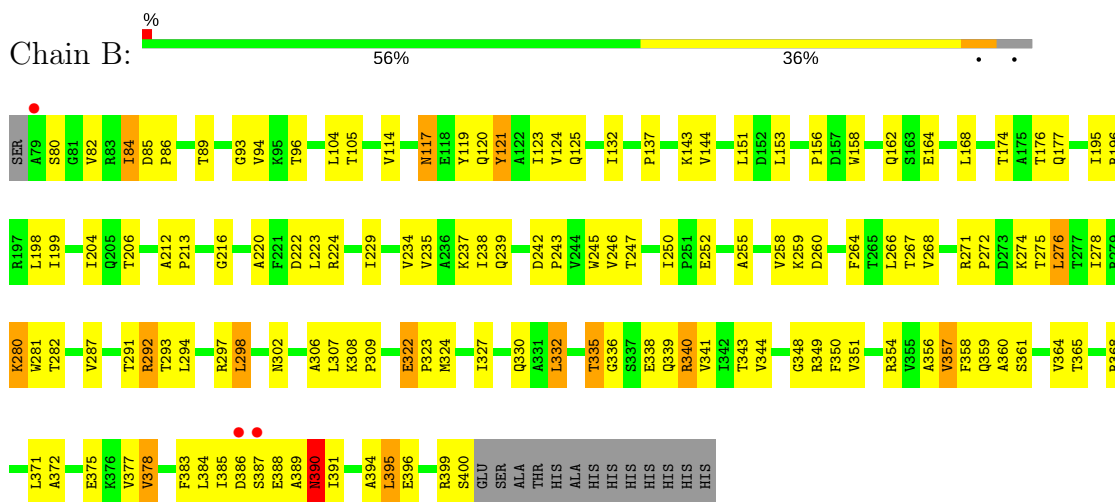 %
Chain B:
56% 36% • •
SER A79 S80 G81 V82 R83 I84 D85 P86 T89 G93 V94 K95 T96 L104 T105 V114 N117 E118 Y119 Q120 Y121 A122 I123 V124 Q125 I132 P137 K143 V144 L151 D152 L153 P156 D157 W158 Q162 S163 E164 L168 T174 A175 T176 Q177 I195
R197 L198 I199 I204 Q205 T206 A212 P213 G216 A220 F221 D222 L223 R224 I229 V234 V235 A236 K237 I238 Q239 D242 P243 V244 W245 V246 T247 I250 P251 E252 A255 V258 K259 D260 F264 T265 L266 T267 V268 R271 P272 D273 K274 T275 L276 T277 I278
K280 W281 T282 V287 T291 R292 T293 L294 R297 L298 N302 A306 L307 K308 P309 E322 P323 M324 I327 Q330 A331 L332 T335 G336 S337 E338 Q339 R340 V341 I342 T343 V344 G348 R349 F350 V351 R354 V355 A356 V357 F358 Q359 A360 S361 V364 T365
L371 A372 E375 K376 V377 V378 F383 L384 I385 D386 S387 E388 A389 N390 I391 A394 L395 E396 R399 S400 GLU SER ALA THR HIS ALA HIS HIS HIS HIS HIS HIS